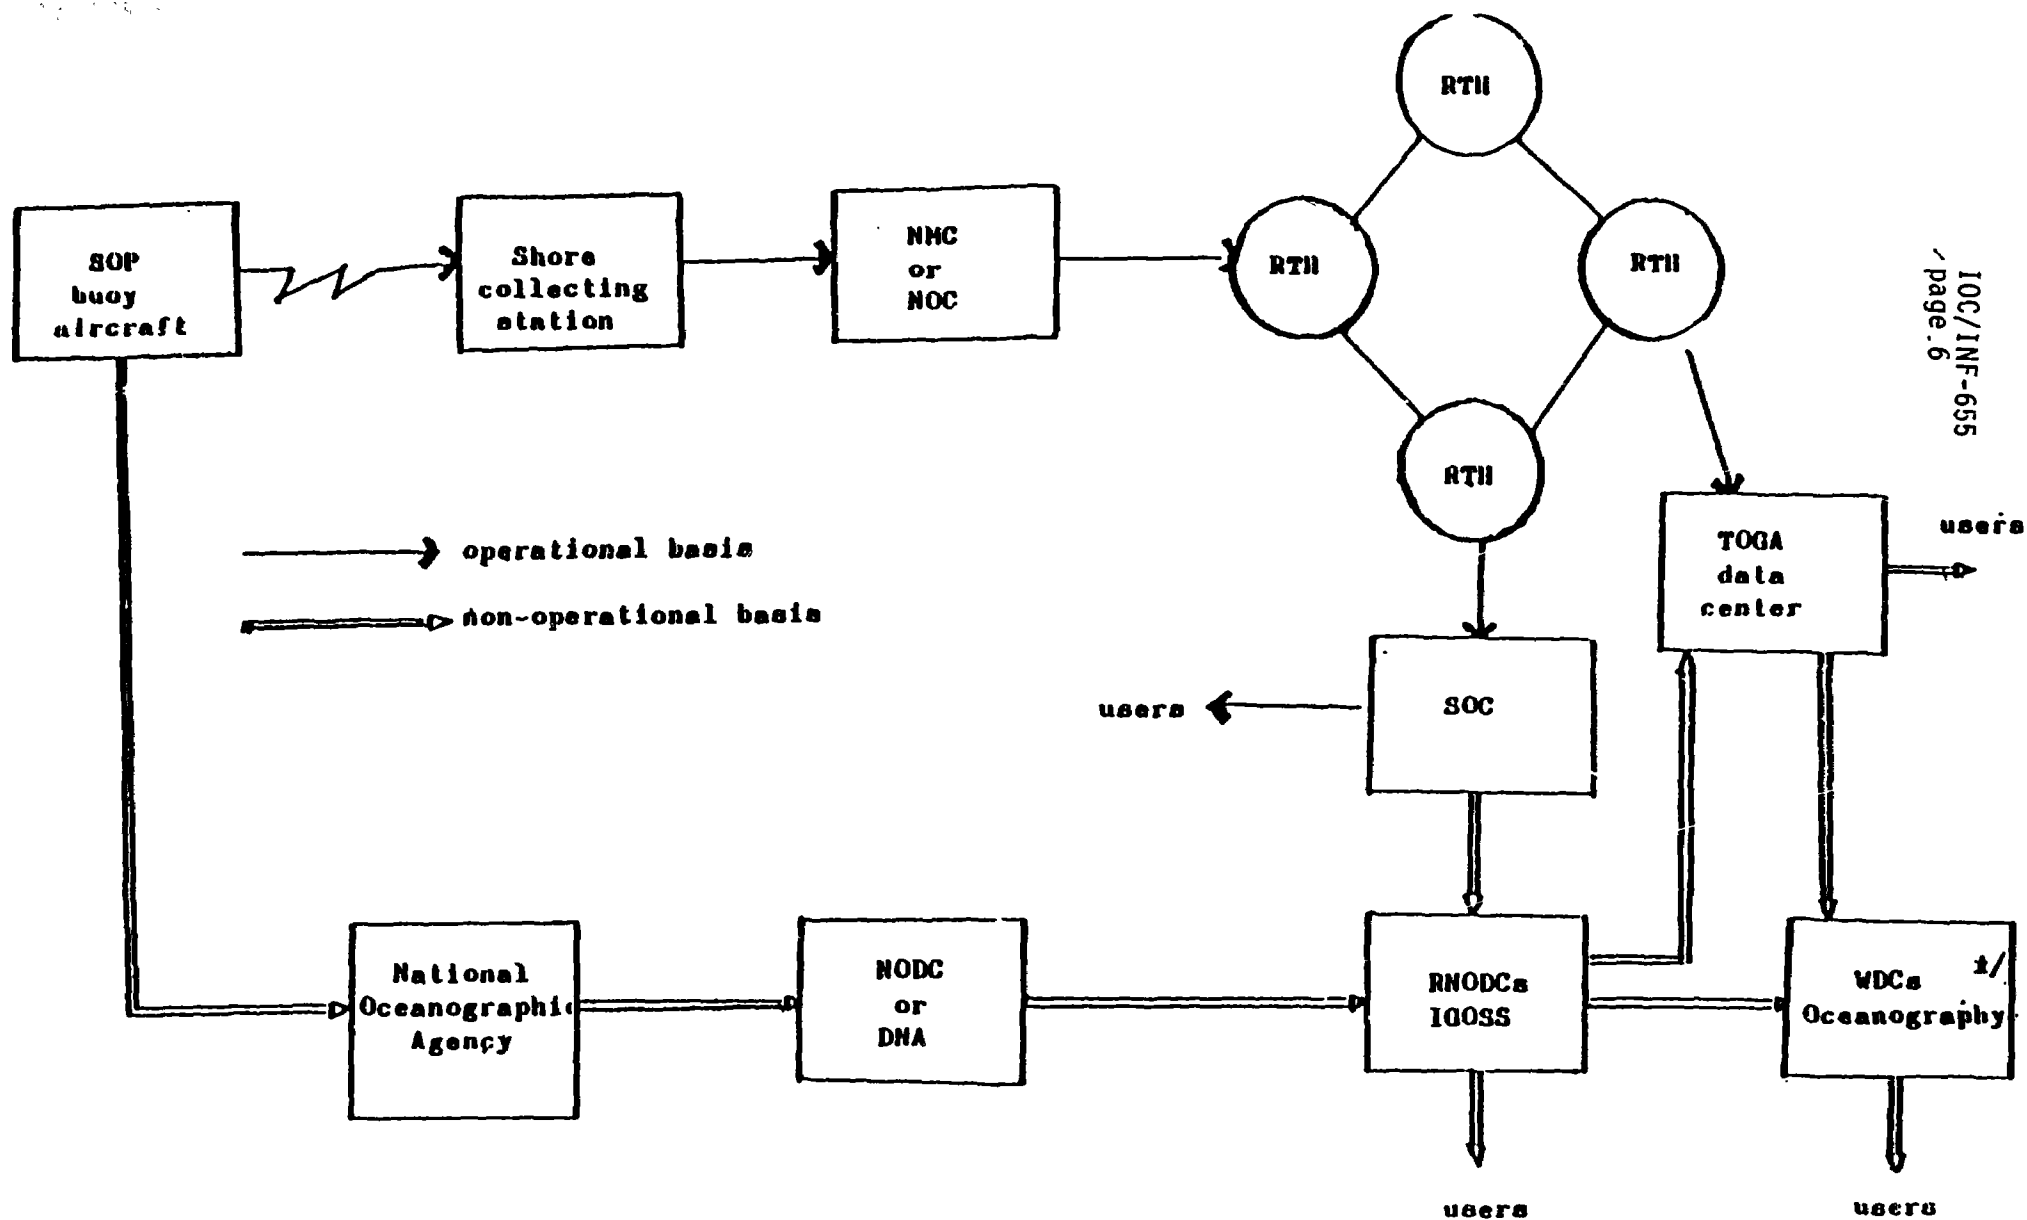 RTH
SOP
buoy
aircraft
Shore
collecting
station
NMC
or
NOC
RTH
RTH
IOC/INF-655
page 6
RTH
users
TOGA
data
center
operational basis
non-operational basis
users
SOC
National
Oceanographic
Agency
NODC
or
DNA
RNODCs
IGOSS
WDCs */
Oceanography
users
users